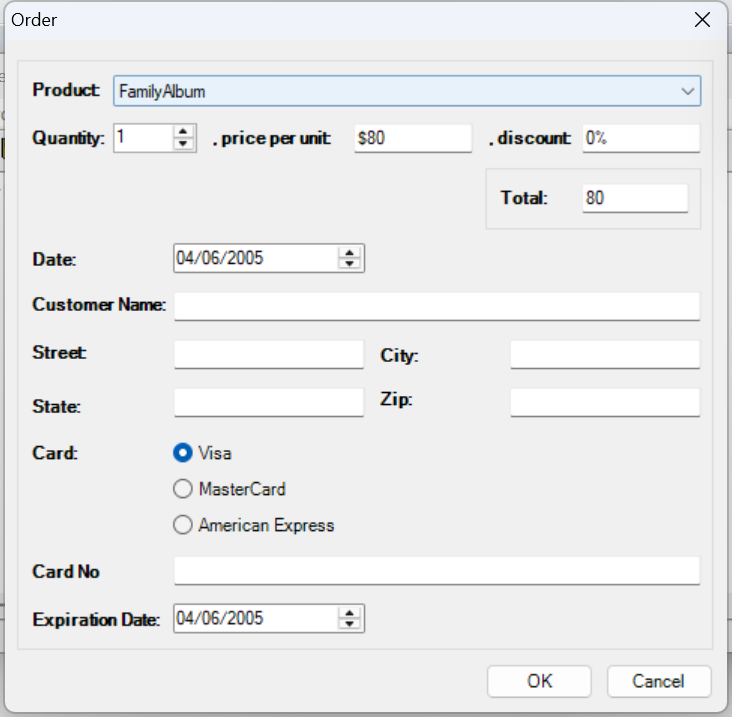 Order
Product: FamilyAlbum
Quantity: 1 , price per unit: $80 , discount: 0%
Total: 80
Date: 04/06/2005
Customer Name:
Street: City:
State: Zip:
Card: Visa
MasterCard
American Express
Card No
Expiration Date: 04/06/2005
OK Cancel